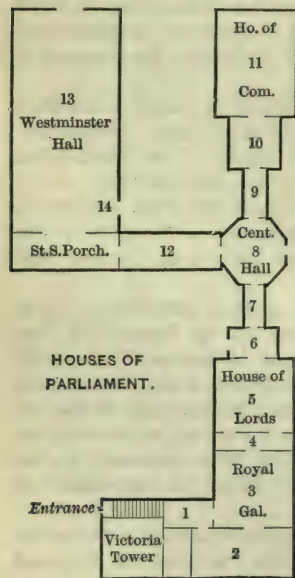 Ho. of
11
Com.
13
Westminster
Hall
10
9
14
St.S.Porch.
12
Cent.
8
Hall
7
6
HOUSES OF
PARLIAMENT.
House of
5
Lords
4
Royal
3
Gal.
Entrance
1
Victoria
Tower
2